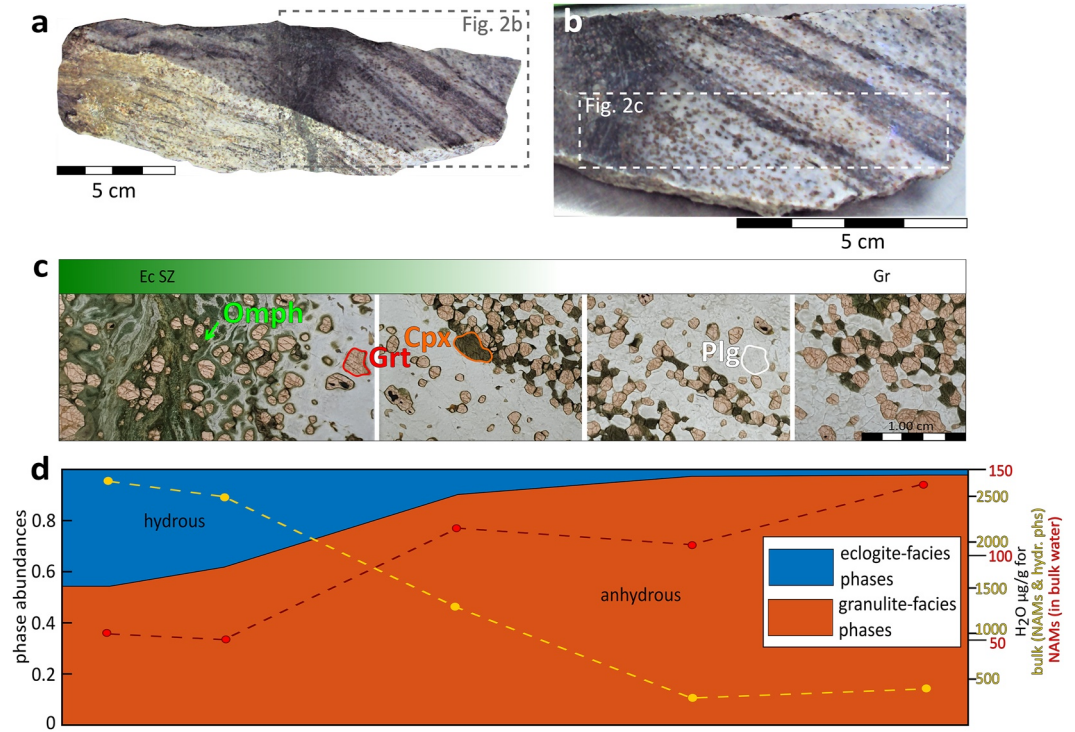 a
Fig. 2b
5 cm
b
Fig. 2c
5 cm
c
Ec SZ
Gr
Omph
Grt
Cpx
Plg
1.00 cm
d
phase abundances
0.8
0.6
0.4
0.2
0
hydrous
anhydrous
eclogite-facies
phases
granulite-facies
phases
150
2500
2000
100
1500
1000
50
500
H2O µg/g for
bulk (NAMs & hydr. phs)
NAMs (in bulk water)